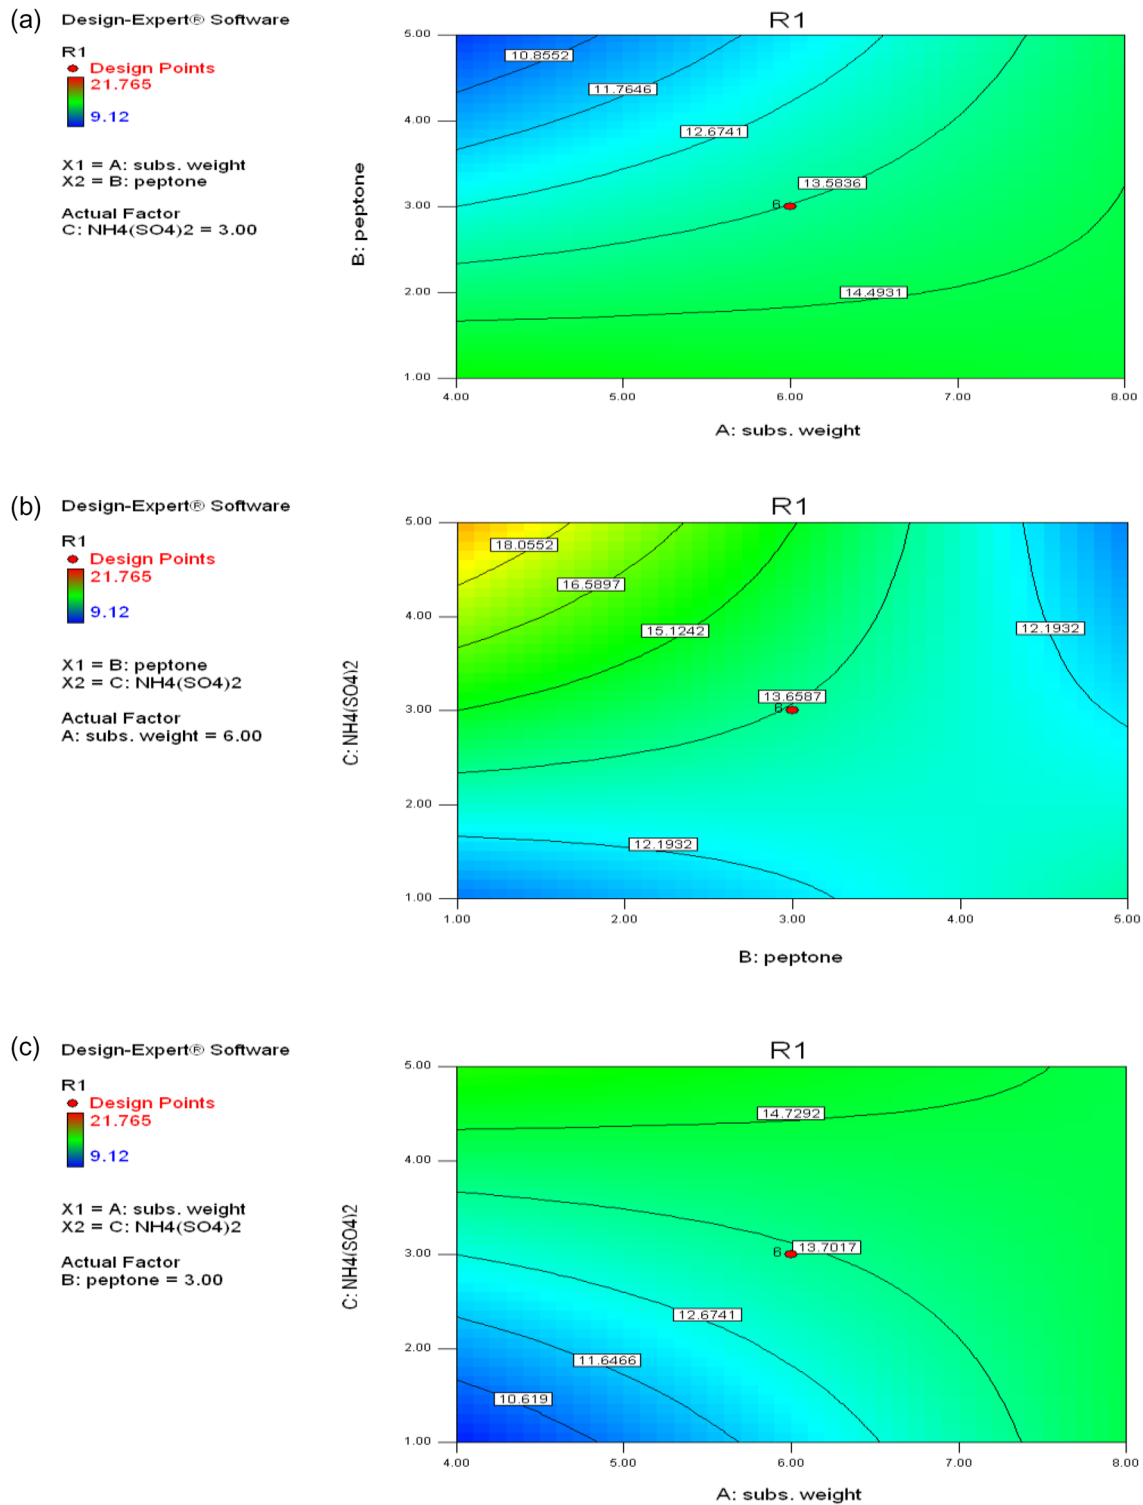 (a)
Design-Expert® Software
R1
Design Points
21.765
9.12
X1 = A: subs. weight
X2 = B: peptone
Actual Factor
C: NH4(SO4)2 = 3.00
R1
5.00
4.00
3.00
2.00
1.00
B: peptone
10.8552
11.7646
12.6741
13.5836
6
14.4931
4.00 5.00 6.00 7.00 8.00
A: subs. weight
(b)
Design-Expert® Software
R1
Design Points
21.765
9.12
X1 = B: peptone
X2 = C: NH4(SO4)2
Actual Factor
A: subs. weight = 6.00
R1
5.00
4.00
3.00
2.00
1.00
C: NH4(SO4)2
18.0552
16.5897
15.1242
12.1932
13.6587
6
12.1932
1.00 2.00 3.00 4.00 5.00
B: peptone
(c)
Design-Expert® Software
R1
Design Points
21.765
9.12
X1 = A: subs. weight
X2 = C: NH4(SO4)2
Actual Factor
B: peptone = 3.00
R1
5.00
4.00
3.00
2.00
1.00
C: NH4(SO4)2
14.7292
6
13.7017
12.6741
11.6466
10.619
4.00 5.00 6.00 7.00 8.00
A: subs. weight